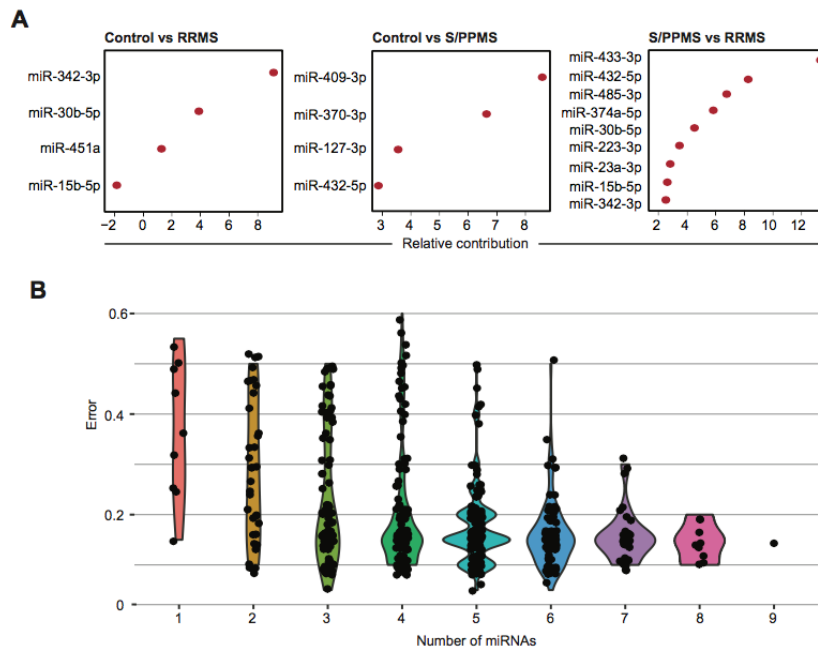 A
Control vs RRMS
miR-342-3p
miR-30b-5p
miR-451a
miR-15b-5p
−2 0 2 4 6 8
Control vs S/PPMS
miR-409-3p
miR-370-3p
miR-127-3p
miR-432-5p
3 4 5 6 7 8
S/PPMS vs RRMS
miR-433-3p
miR-432-5p
miR-485-3p
miR-374a-5p
miR-30b-5p
miR-223-3p
miR-23a-3p
miR-15b-5p
miR-342-3p
2 4 6 8 10 12
Relative contribution
B
Error
0.6
0.4
0.2
0
1 2 3 4 5 6 7 8 9
Number of miRNAs